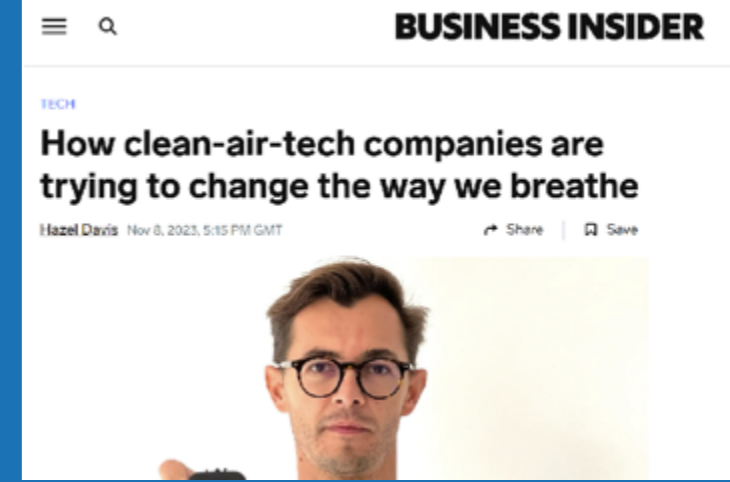 BUSINESS INSIDER
TECH
How clean-air-tech companies are
trying to change the way we breathe
Hazel Davis Nov 8, 2023, 5:15 PM GMT
Share Save